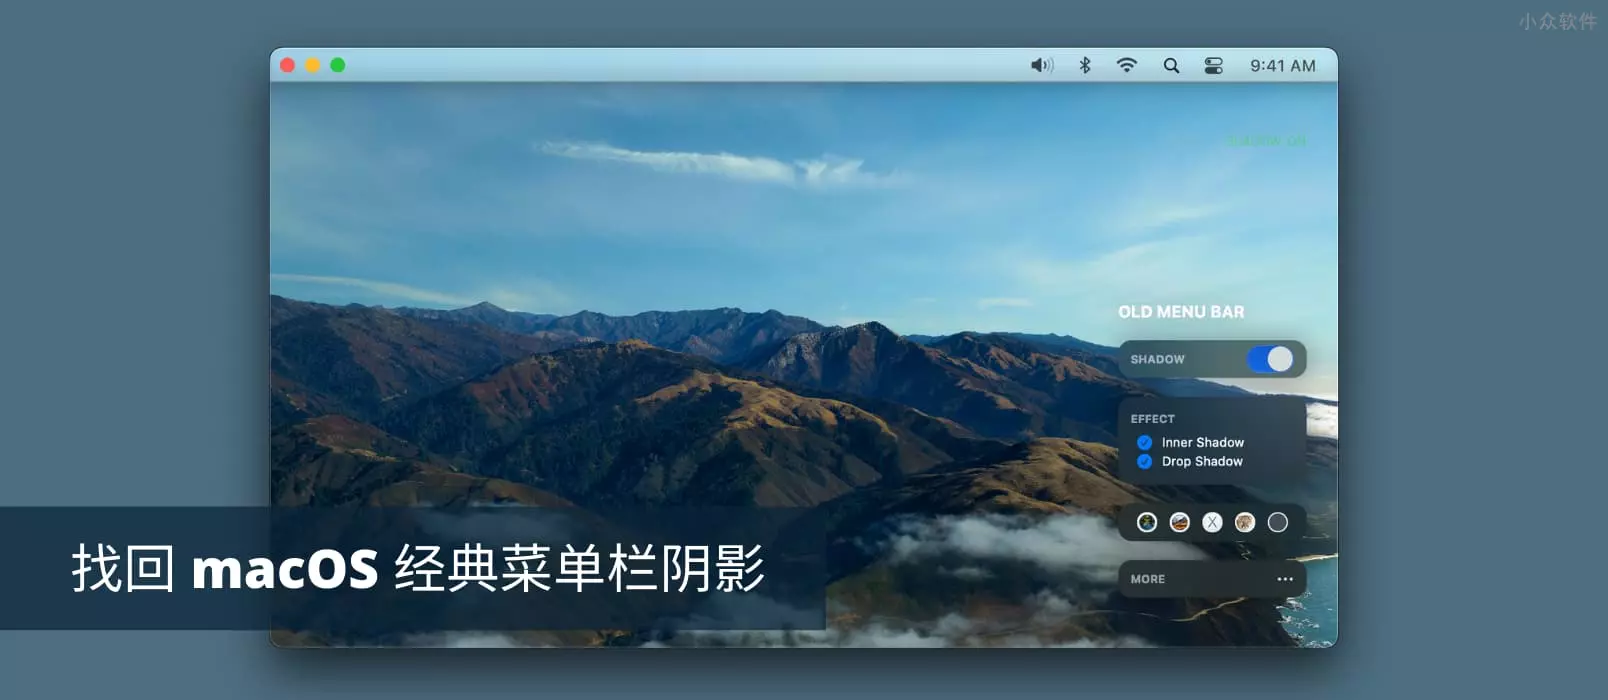 小众软件
9:41 AM
SHADOW ON
OLD MENU BAR
SHADOW
EFFECT
Inner Shadow
Drop Shadow
X
MORE
找回 macOS 经典菜单栏阴影